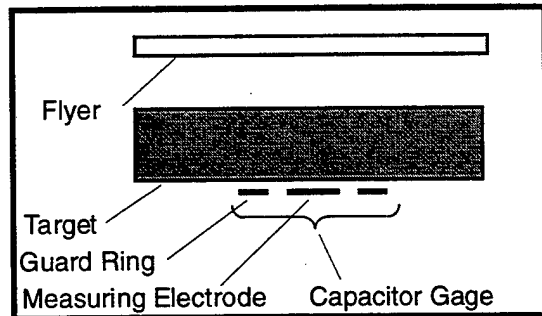 Flyer
Target
Guard Ring
Measuring Electrode
Capacitor Gage